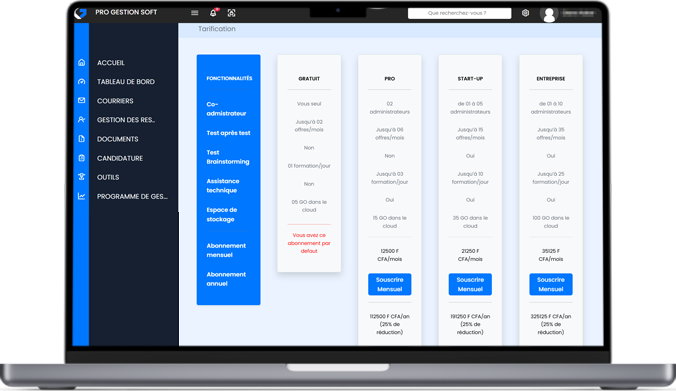 PRO GESTION SOFT
Que recherchez-vous ?
Tarification
ACCUEIL
TABLEAU DE BORD
COURRIERS
GESTION DES RES...
DOCUMENTS
CANDIDATURE
OUTILS
PROGRAMME DE GES...
FONCTIONNALITÉS
Co-
admistrateur
Test après test
Test
Brainstorming
Assistance
technique
Espace de
stockage
Abonnement
mensuel
Abonnement
annuel
GRATUIT
Vous seul
Jusqu'à 02
offres/mois
Non
01 formation/jour
Non
05 GO dans le
cloud
Vous avez ce
abonnement par
defaut
PRO
02
administrateurs
Jusqu'à 06
offres/mois
Non
Jusqu'à 03
formation/jour
Oui
15 GO dans le
cloud
12500 F
CFA/mois
Souscrire
Mensuel
112500 F CFA/an
(25% de
réduction)
START-UP
de 01 à 05
administrateurs
Jusqu'à 15
offres/mois
Oui
Jusqu'à 10
formation/jour
Oui
35 GO dans le
cloud
21250 F
CFA/mois
Souscrire
Mensuel
191250 F CFA/an
(25% de
réduction)
ENTREPRISE
de 01 à 10
administrateurs
Jusqu'à 35
offres/mois
Oui
Jusqu'à 25
formation/jour
Oui
100 GO dans le
cloud
35125 F
CFA/mois
Souscrire
Mensuel
325125 F CFA/an
(25% de
réduction)